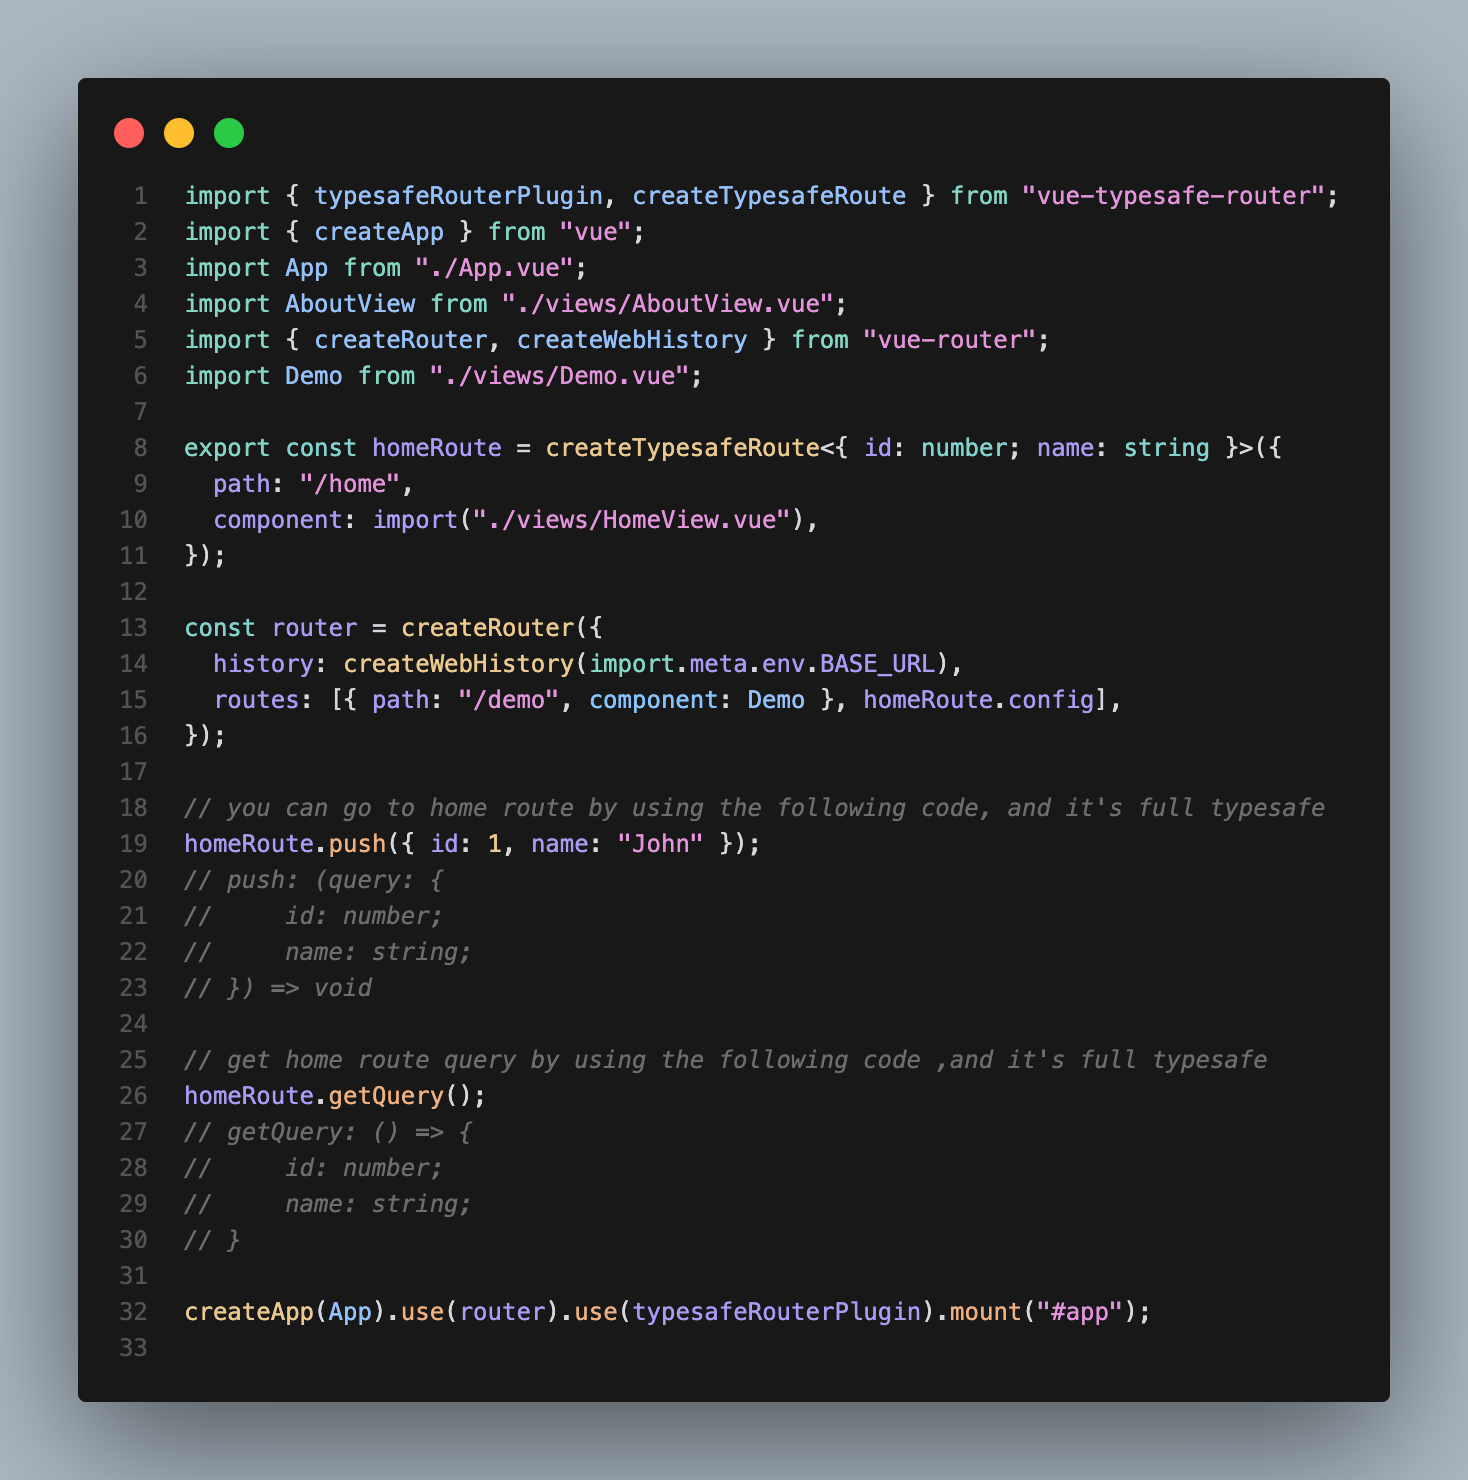 1 import { typesafeRouterPlugin, createTypesafeRoute } from "vue-typesafe-router";
2 import { createApp } from "vue";
3 import App from "./App.vue";
4 import AboutView from "./views/AboutView.vue";
5 import { createRouter, createWebHistory } from "vue-router";
6 import Demo from "./views/Demo.vue";
7
8 export const homeRoute = createTypesafeRoute<{ id: number; name: string }>({
9   path: "/home",
10   component: import("./views/HomeView.vue"),
11 });
12
13 const router = createRouter({
14   history: createWebHistory(import.meta.env.BASE_URL),
15   routes: [{ path: "/demo", component: Demo }, homeRoute.config],
16 });
17
18 // you can go to home route by using the following code, and it's full typesafe
19 homeRoute.push({ id: 1, name: "John" });
20 // push: (query: {
21 //     id: number;
22 //     name: string;
23 // }) => void
24
25 // get home route query by using the following code ,and it's full typesafe
26 homeRoute.getQuery();
27 // getQuery: () => {
28 //     id: number;
29 //     name: string;
30 // }
31
32 createApp(App).use(router).use(typesafeRouterPlugin).mount("#app");
33